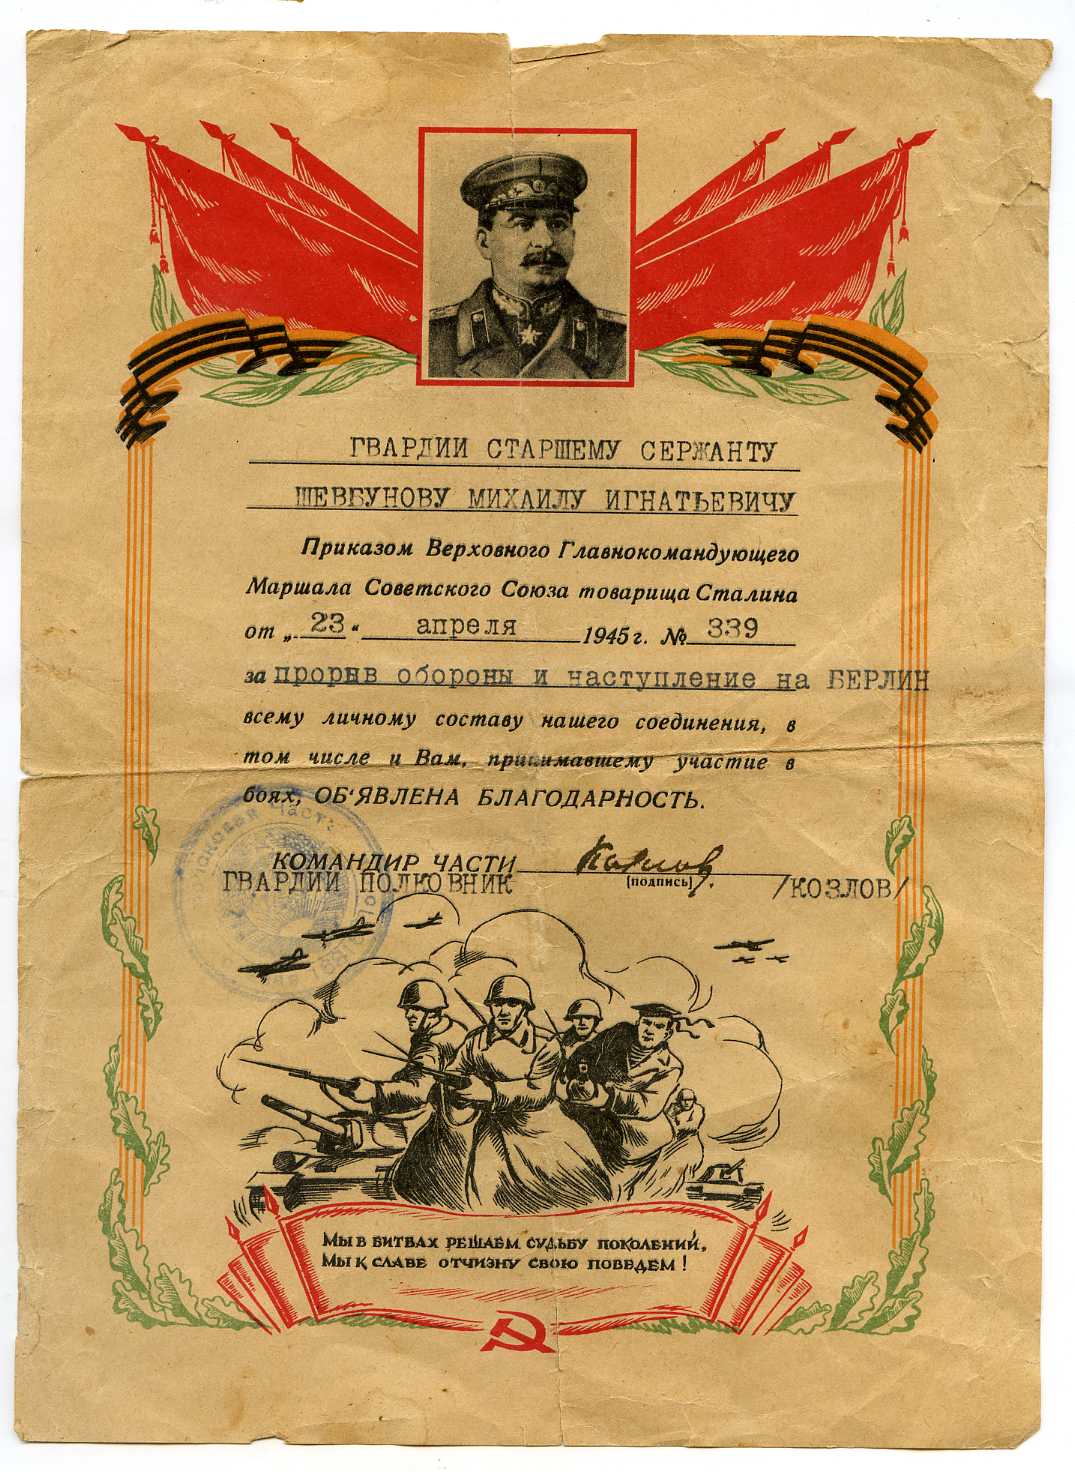 ГВАРДИИ СТАРШЕМУ СЕРЖАНТУ
ШЕВБУНОВУ МИХАИЛУ ИГНАТЬЕВИЧУ
Приказом Верховного Главнокомандующего
Маршала Советского Союза товарища Сталина
от „23“ апреля 1945 г. № 339
за прорыв обороны и наступление на БЕРЛИН
всему личному составу нашего соединения, в
том числе и Вам, принимавшему участие в
боях, ОБ'ЯВЛЕНА БЛАГОДАРНОСТЬ.
КОМАНДИР ЧАСТИ Козлов
ГВАРДИИ ПОЛКОВНИК [подпись] /КОЗЛОВ/
часть
Мы в битвах решаем судьбу поколений,
Мы к славе отчизну свою поведем!